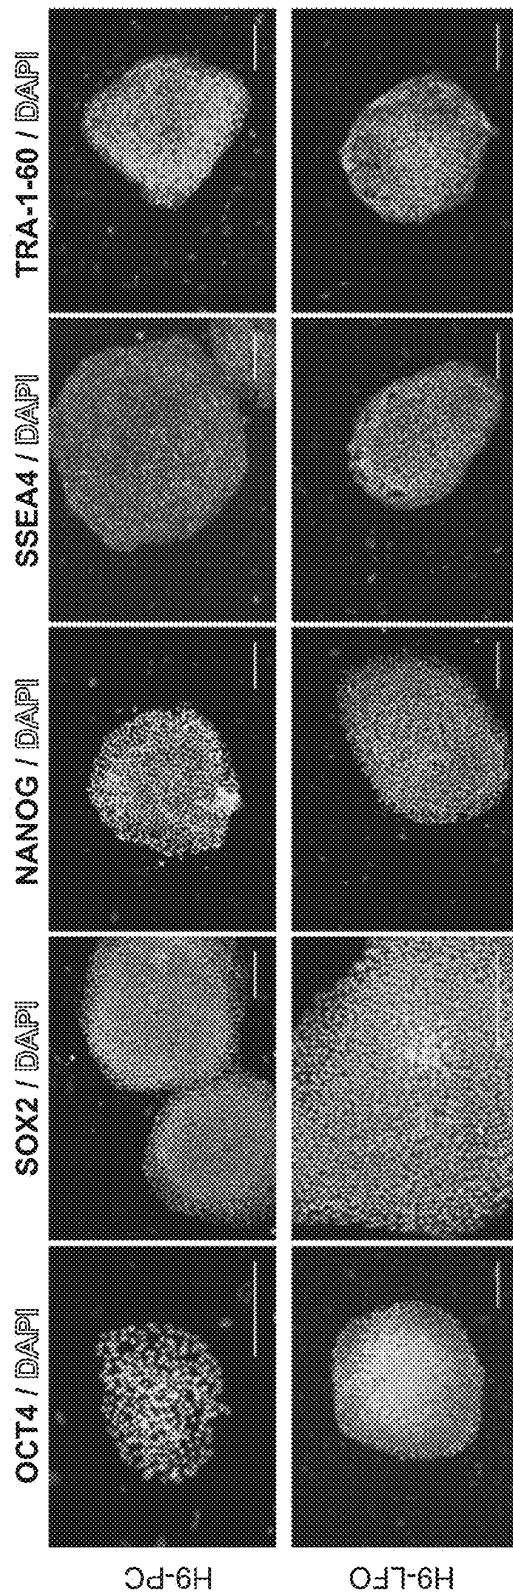 OCT4 / DAPI
SOX2 / DAPI
NANOG / DAPI
SSEA4 / DAPI
TRA-1-60 / DAPI
H9-PC
H9-LFO